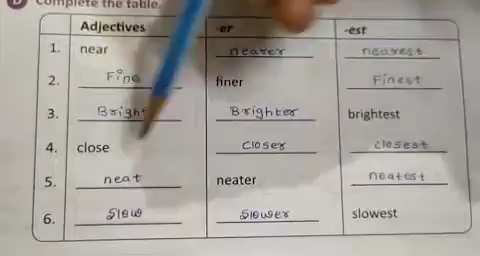 D Complete the table.
Adjectives -er -est
1. near nearer nearest
2. Fine finer Finest
3. Bright Brighter brightest
4. close Closer closest
5. neat neater neatest
6. Slow Slower slowest